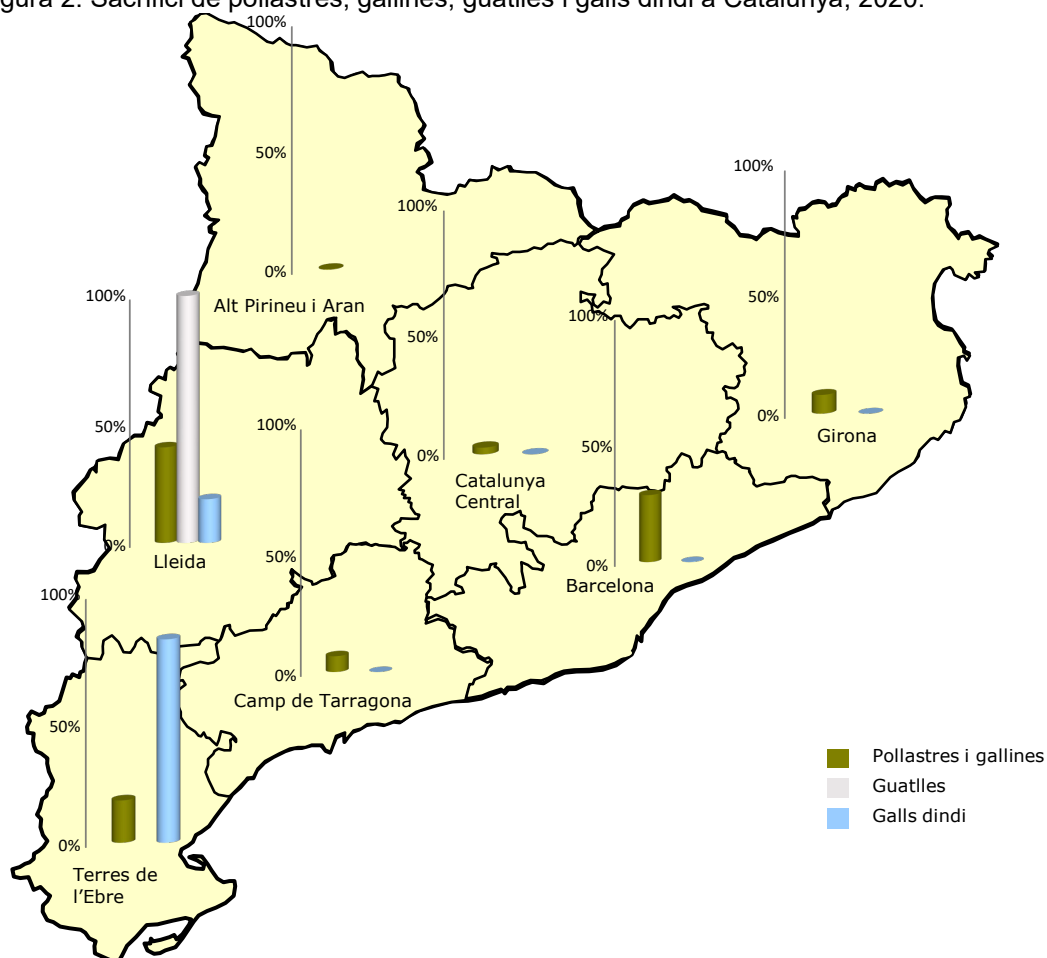 gura 2. Sacrifici de pollastres, gallines, guatlles i galls dindi a Catalunya, 2020.
100%
50%
0%
Alt Pirineu i Aran
100%
50%
0%
Girona
100%
50%
0%
Catalunya
Central
100%
50%
0%
Lleida
100%
50%
0%
Barcelona
100%
50%
0%
Camp de Tarragona
100%
50%
0%
Terres de
l'Ebre
Pollastres i gallines
Guatlles
Galls dindi